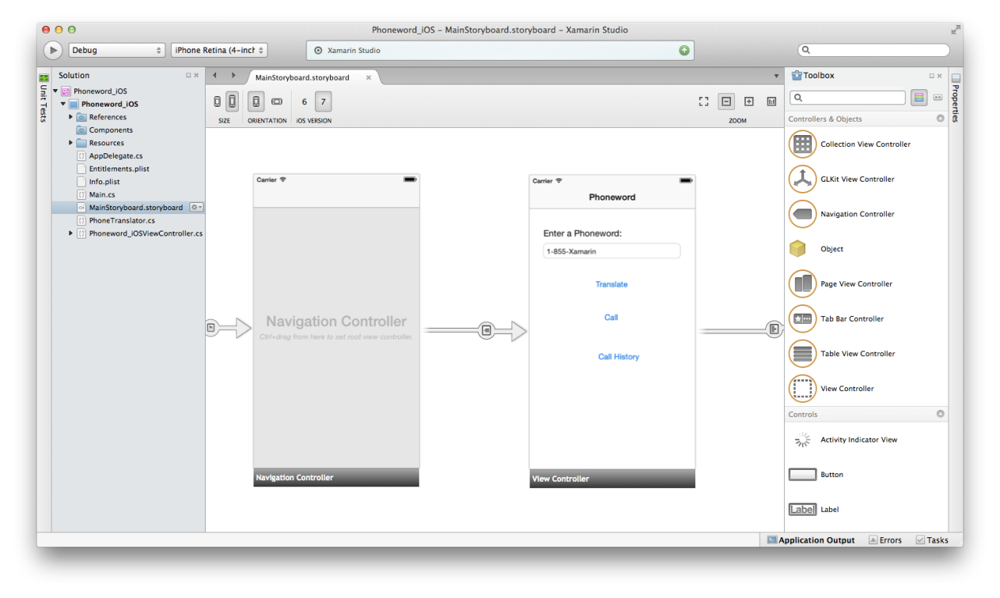 Phoneword_iOS – MainStoryboard.storyboard – Xamarin Studio
Debug
iPhone Retina (4-inch
Xamarin Studio
Unit Tests
Solution
Phoneword_iOS
Phoneword_iOS
References
Components
Resources
AppDelegate.cs
Entitlements.plist
Info.plist
Main.cs
MainStoryboard.storyboard
PhoneTranslator.cs
Phoneword_iOSViewController.cs
MainStoryboard.storyboard
6
7
SIZE
ORIENTATION
iOS VERSION
1:1
ZOOM
Carrier
Navigation Controller
Ctrl+drag from here to set root view controller.
Navigation Controller
Carrier
Phoneword
Enter a Phoneword:
1-855-Xamarin
Translate
Call
Call History
View Controller
Toolbox
Controllers & Objects
Collection View Controller
GLKit View Controller
Navigation Controller
Object
Page View Controller
Tab Bar Controller
Table View Controller
View Controller
Controls
Activity Indicator View
Button
Label
Label
Properties
Application Output
Errors
Tasks